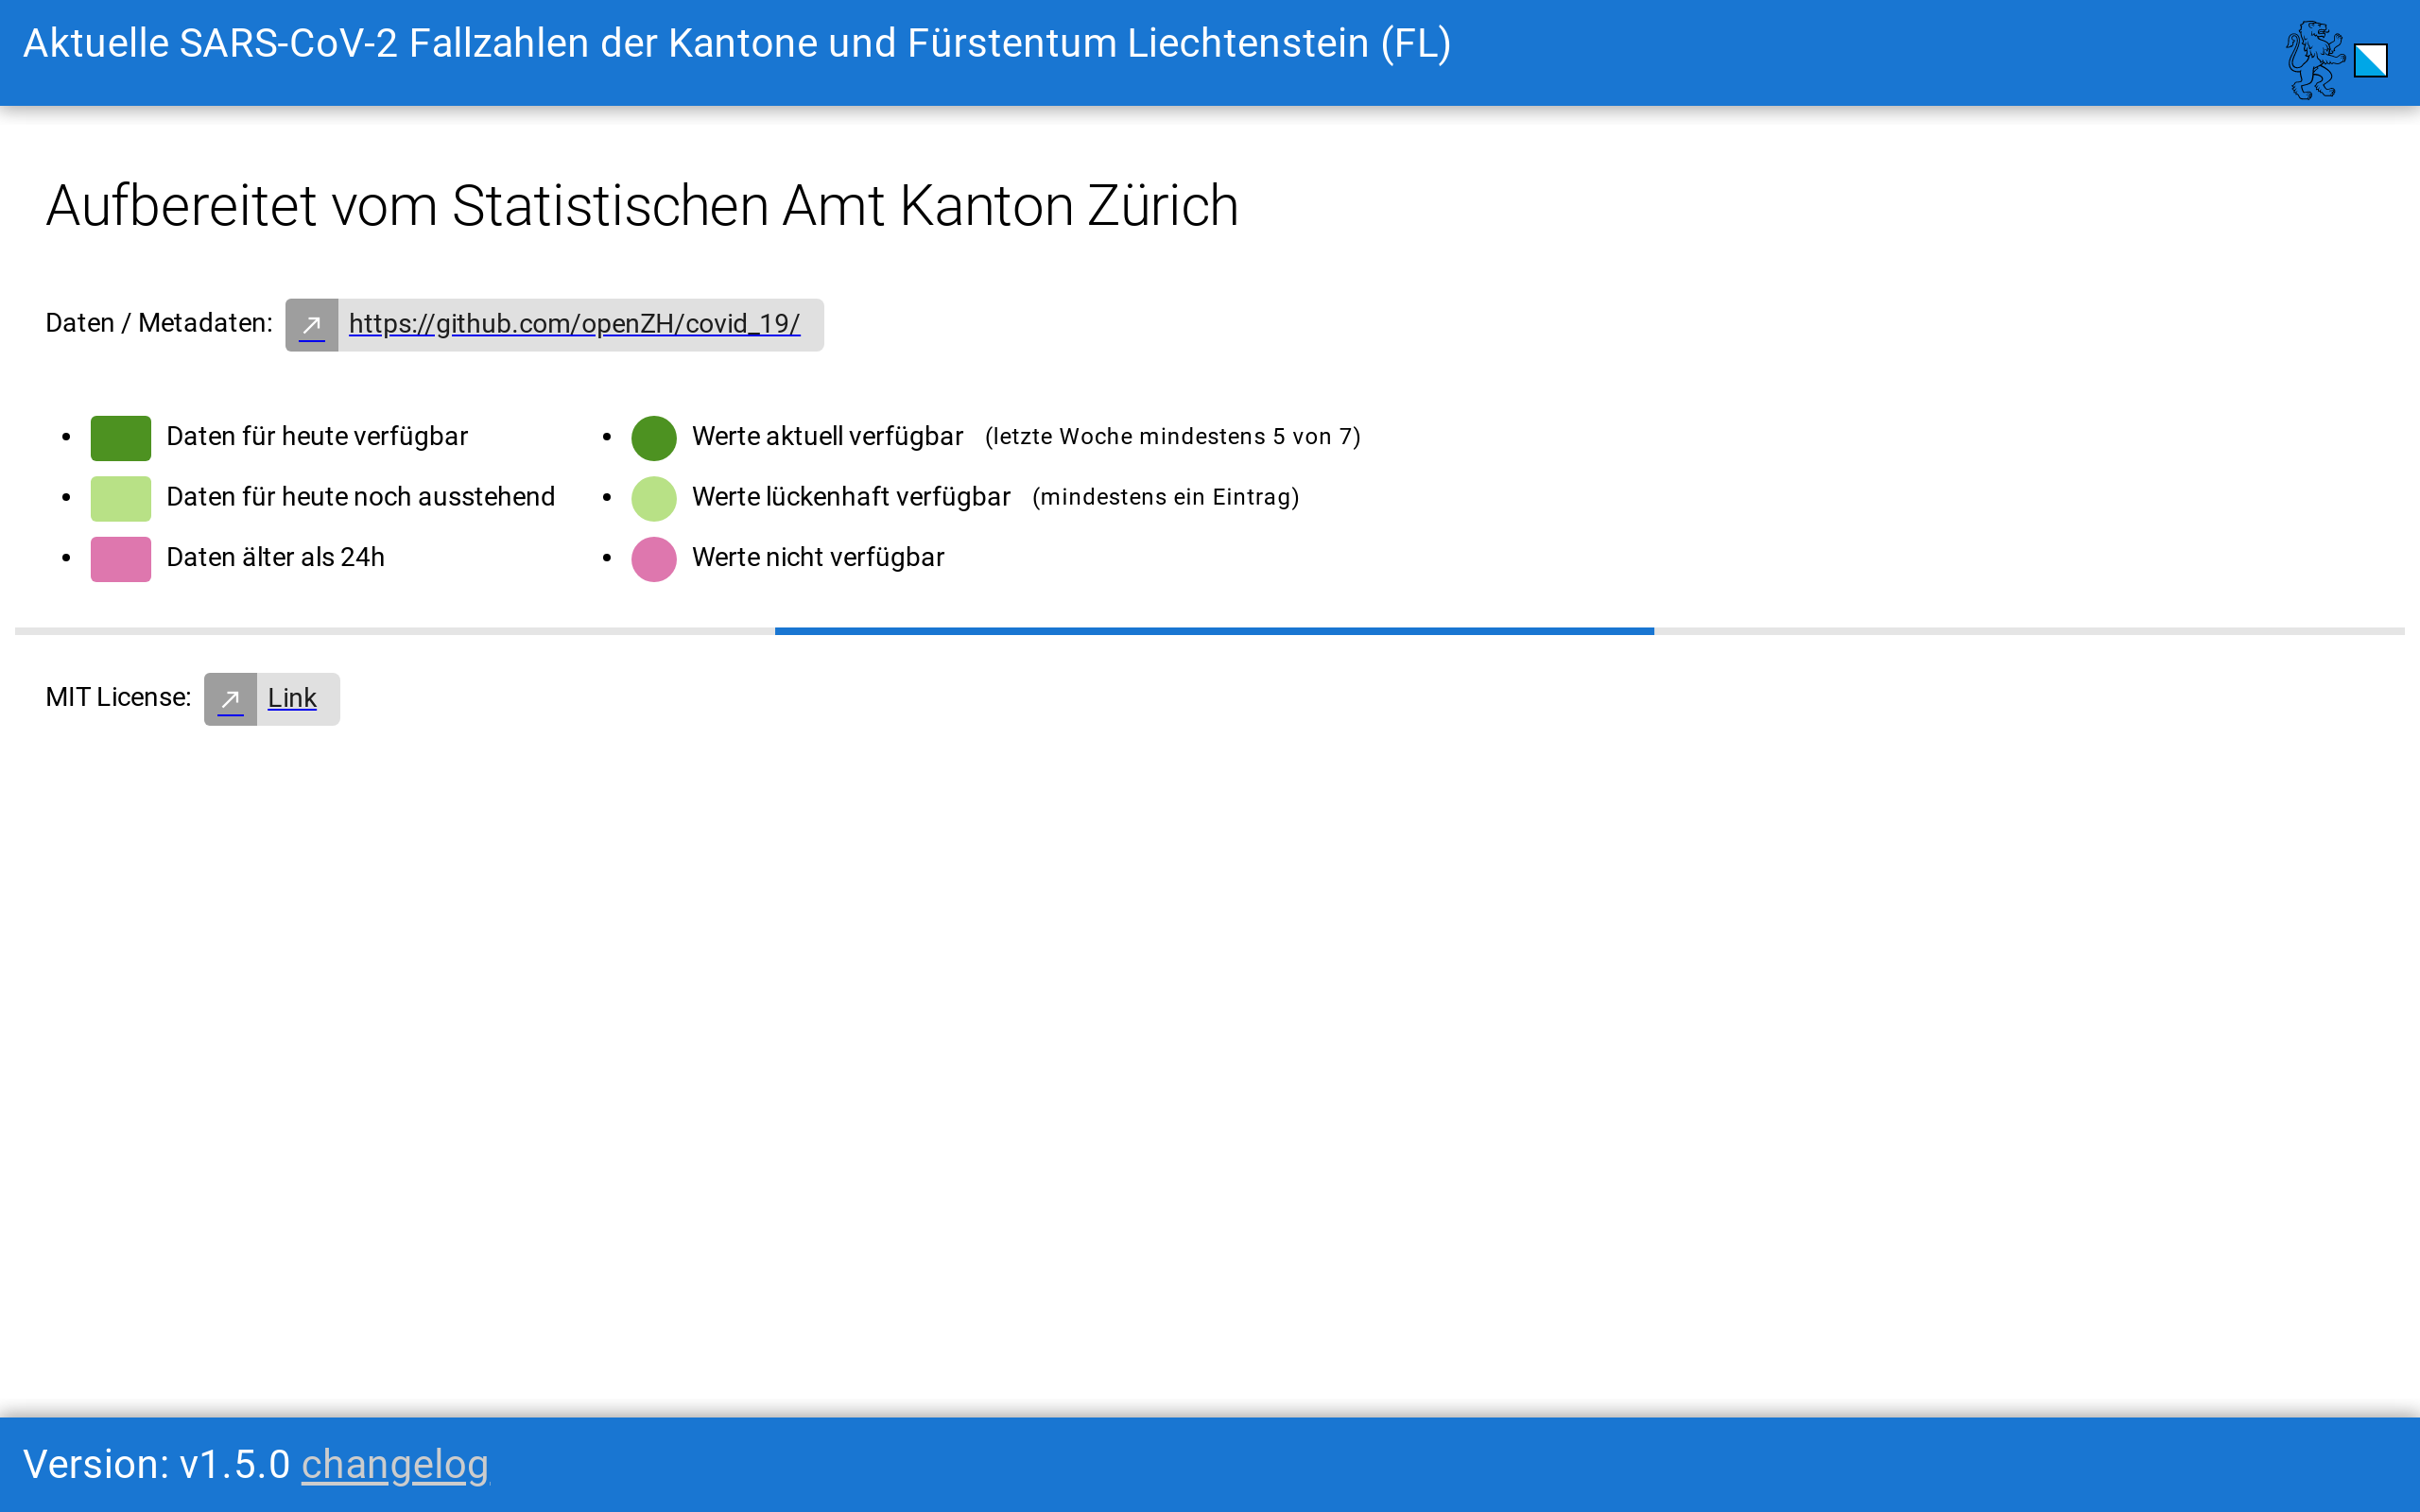 Aktuelle SARS-CoV-2 Fallzahlen der Kantone und Fürstentum Liechtenstein (FL)
Aufbereitet vom Statistischen Amt Kanton Zürich
Daten / Metadaten: https://github.com/openZH/covid_19/
Daten für heute verfügbar
Daten für heute noch ausstehend
Daten älter als 24h
Werte aktuell verfügbar (letzte Woche mindestens 5 von 7)
Werte lückenhaft verfügbar (mindestens ein Eintrag)
Werte nicht verfügbar
MIT License: Link
Version: v1.5.0 changelog